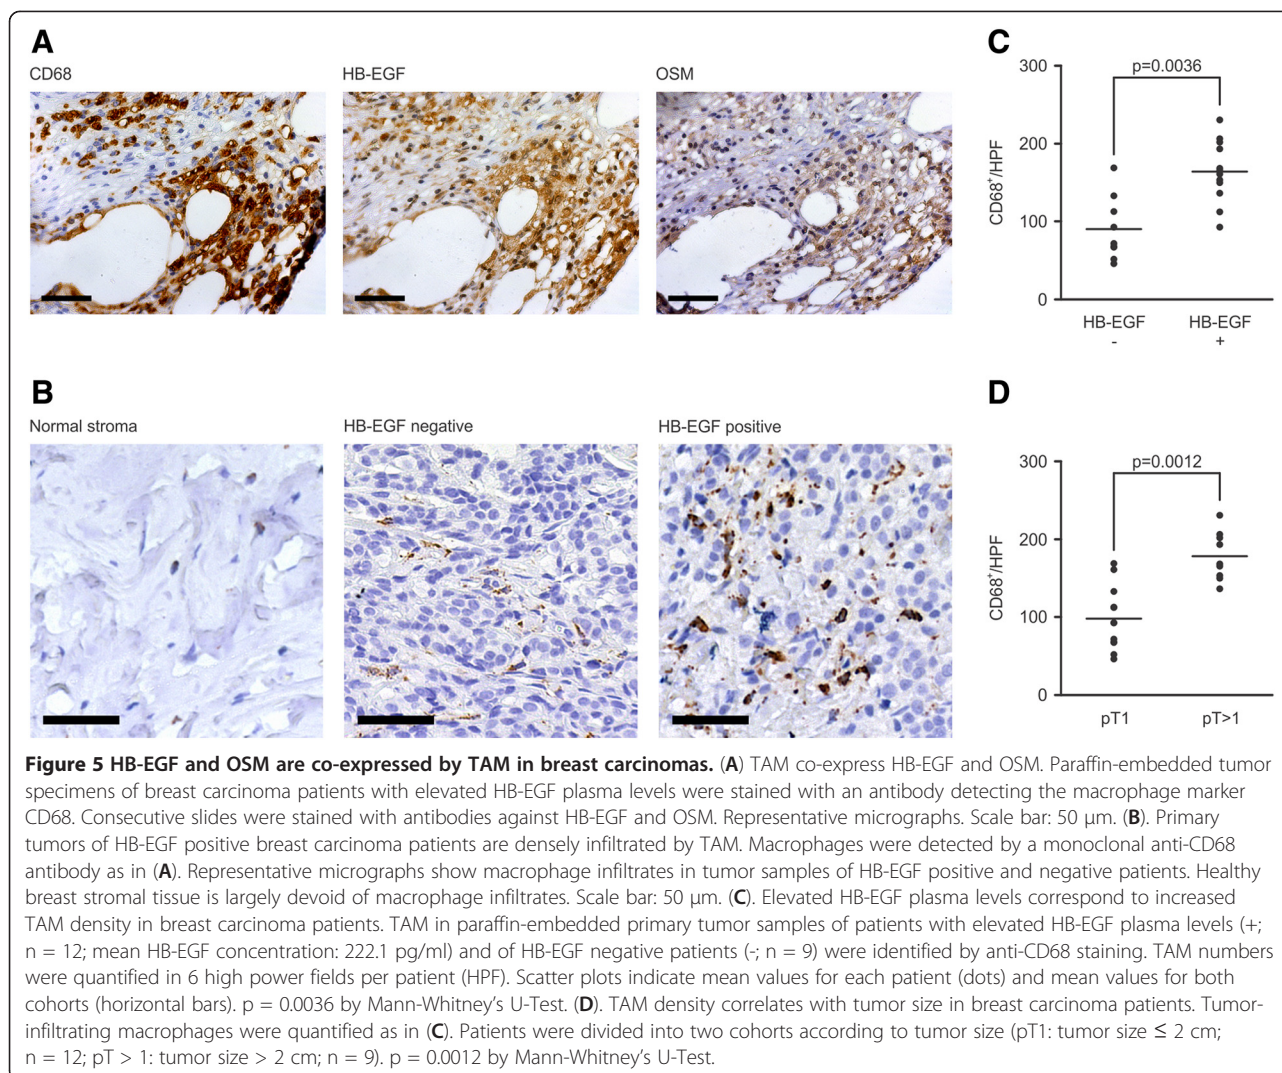 A
CD68
HB-EGF
OSM
C
p=0.0036
300
200
100
0
CD68⁺/HPF
HB-EGF
-
HB-EGF
+
B
Normal stroma
HB-EGF negative
HB-EGF positive
D
p=0.0012
300
200
100
0
CD68⁺/HPF
pT1
pT>1
Figure 5 HB-EGF and OSM are co-expressed by TAM in breast carcinomas. (A) TAM co-express HB-EGF and OSM. Paraffin-embedded tumor
specimens of breast carcinoma patients with elevated HB-EGF plasma levels were stained with an antibody detecting the macrophage marker
CD68. Consecutive slides were stained with antibodies against HB-EGF and OSM. Representative micrographs. Scale bar: 50 μm. (B). Primary
tumors of HB-EGF positive breast carcinoma patients are densely infiltrated by TAM. Macrophages were detected by a monoclonal anti-CD68
antibody as in (A). Representative micrographs show macrophage infiltrates in tumor samples of HB-EGF positive and negative patients. Healthy
breast stromal tissue is largely devoid of macrophage infiltrates. Scale bar: 50 μm. (C). Elevated HB-EGF plasma levels correspond to increased
TAM density in breast carcinoma patients. TAM in paraffin-embedded primary tumor samples of patients with elevated HB-EGF plasma levels (+;
n = 12; mean HB-EGF concentration: 222.1 pg/ml) and of HB-EGF negative patients (-; n = 9) were identified by anti-CD68 staining. TAM numbers
were quantified in 6 high power fields per patient (HPF). Scatter plots indicate mean values for each patient (dots) and mean values for both
cohorts (horizontal bars). p = 0.0036 by Mann-Whitney's U-Test. (D). TAM density correlates with tumor size in breast carcinoma patients. Tumor-
infiltrating macrophages were quantified as in (C). Patients were divided into two cohorts according to tumor size (pT1: tumor size ≤ 2 cm;
n = 12; pT > 1: tumor size > 2 cm; n = 9). p = 0.0012 by Mann-Whitney's U-Test.